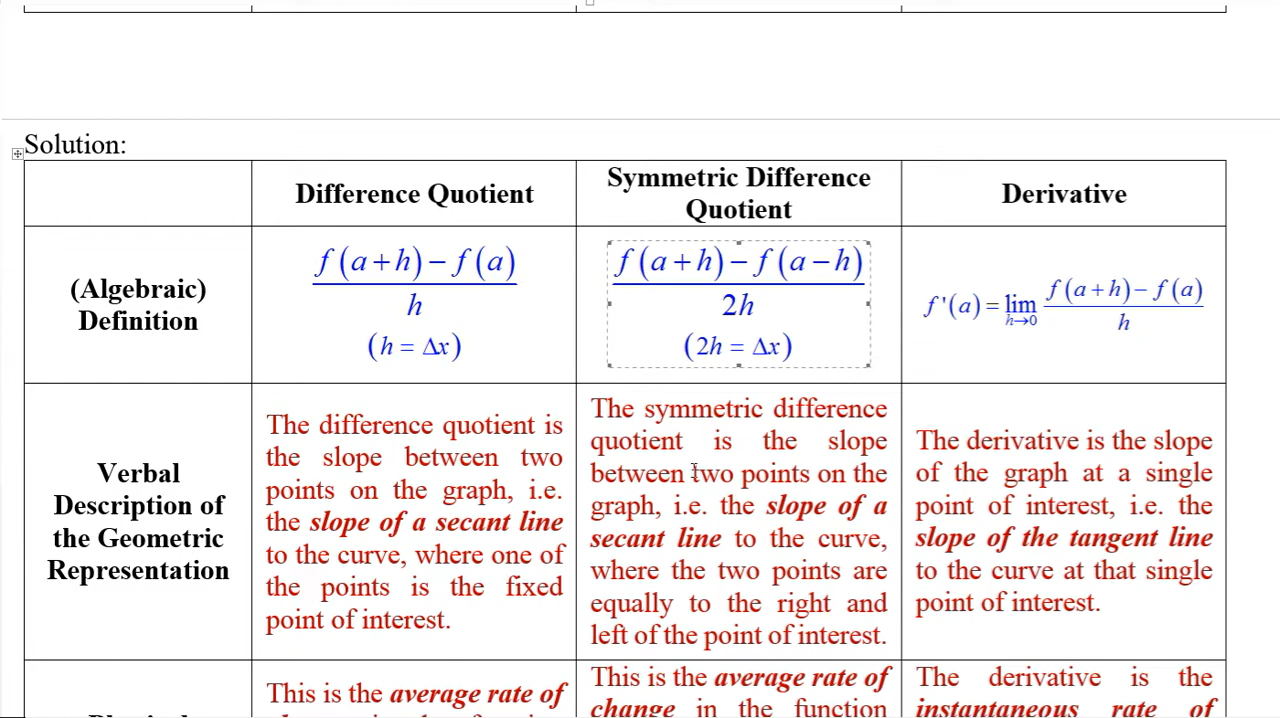 Solution:
Difference Quotient
Symmetric Difference
Quotient
Derivative
(Algebraic)
Definition
f(a+h)−f(a)
h
(h = Δx)
f(a+h)−f(a−h)
2h
(2h = Δx)
f'(a) = lim h→0 f(a+h)−f(a)
h
Verbal
Description of
the Geometric
Representation
The difference quotient is
the slope between two
points on the graph, i.e.
the slope of a secant line
to the curve, where one of
the points is the fixed
point of interest.
The symmetric difference
quotient is the slope
between two points on the
graph, i.e. the slope of a
secant line to the curve,
where the two points are
equally to the right and
left of the point of interest.
The derivative is the slope
of the graph at a single
point of interest, i.e. the
slope of the tangent line
to the curve at that single
point of interest.
This is the average rate of
This is the average rate of
change in the function
The derivative is the
instantaneous rate of